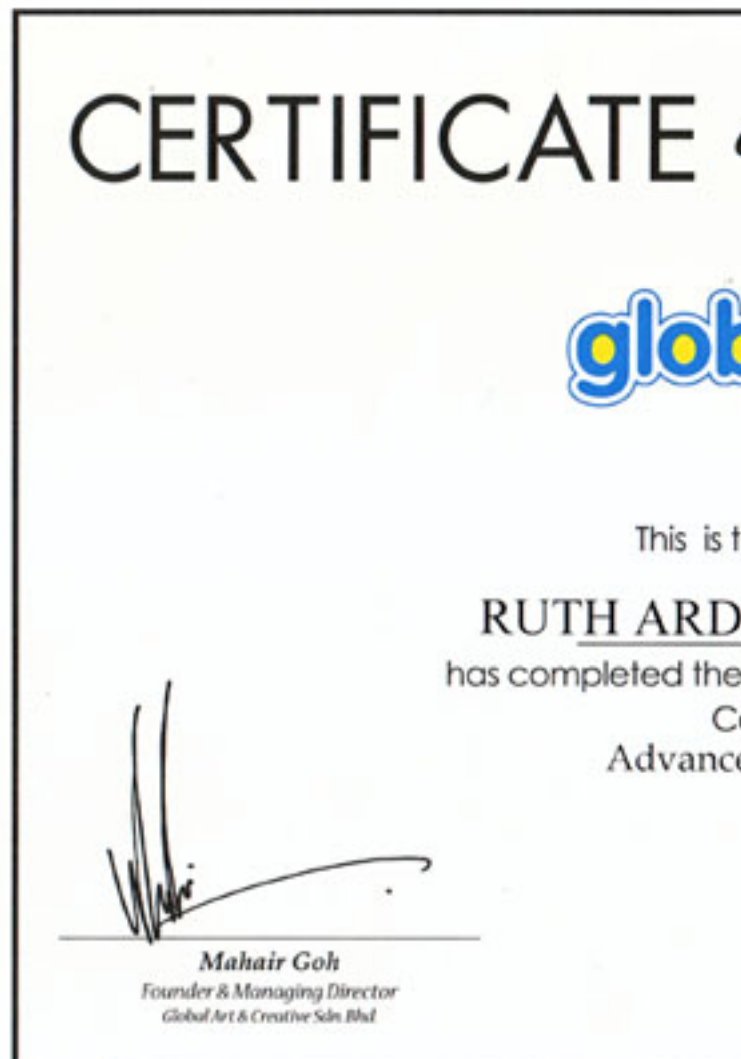 CERTIFICATE
glob
This is t
RUTH ARD
has completed the
Co
Advance
Mahair Goh
Founder & Managing Director
Global Art & Creative Sdn Bhd